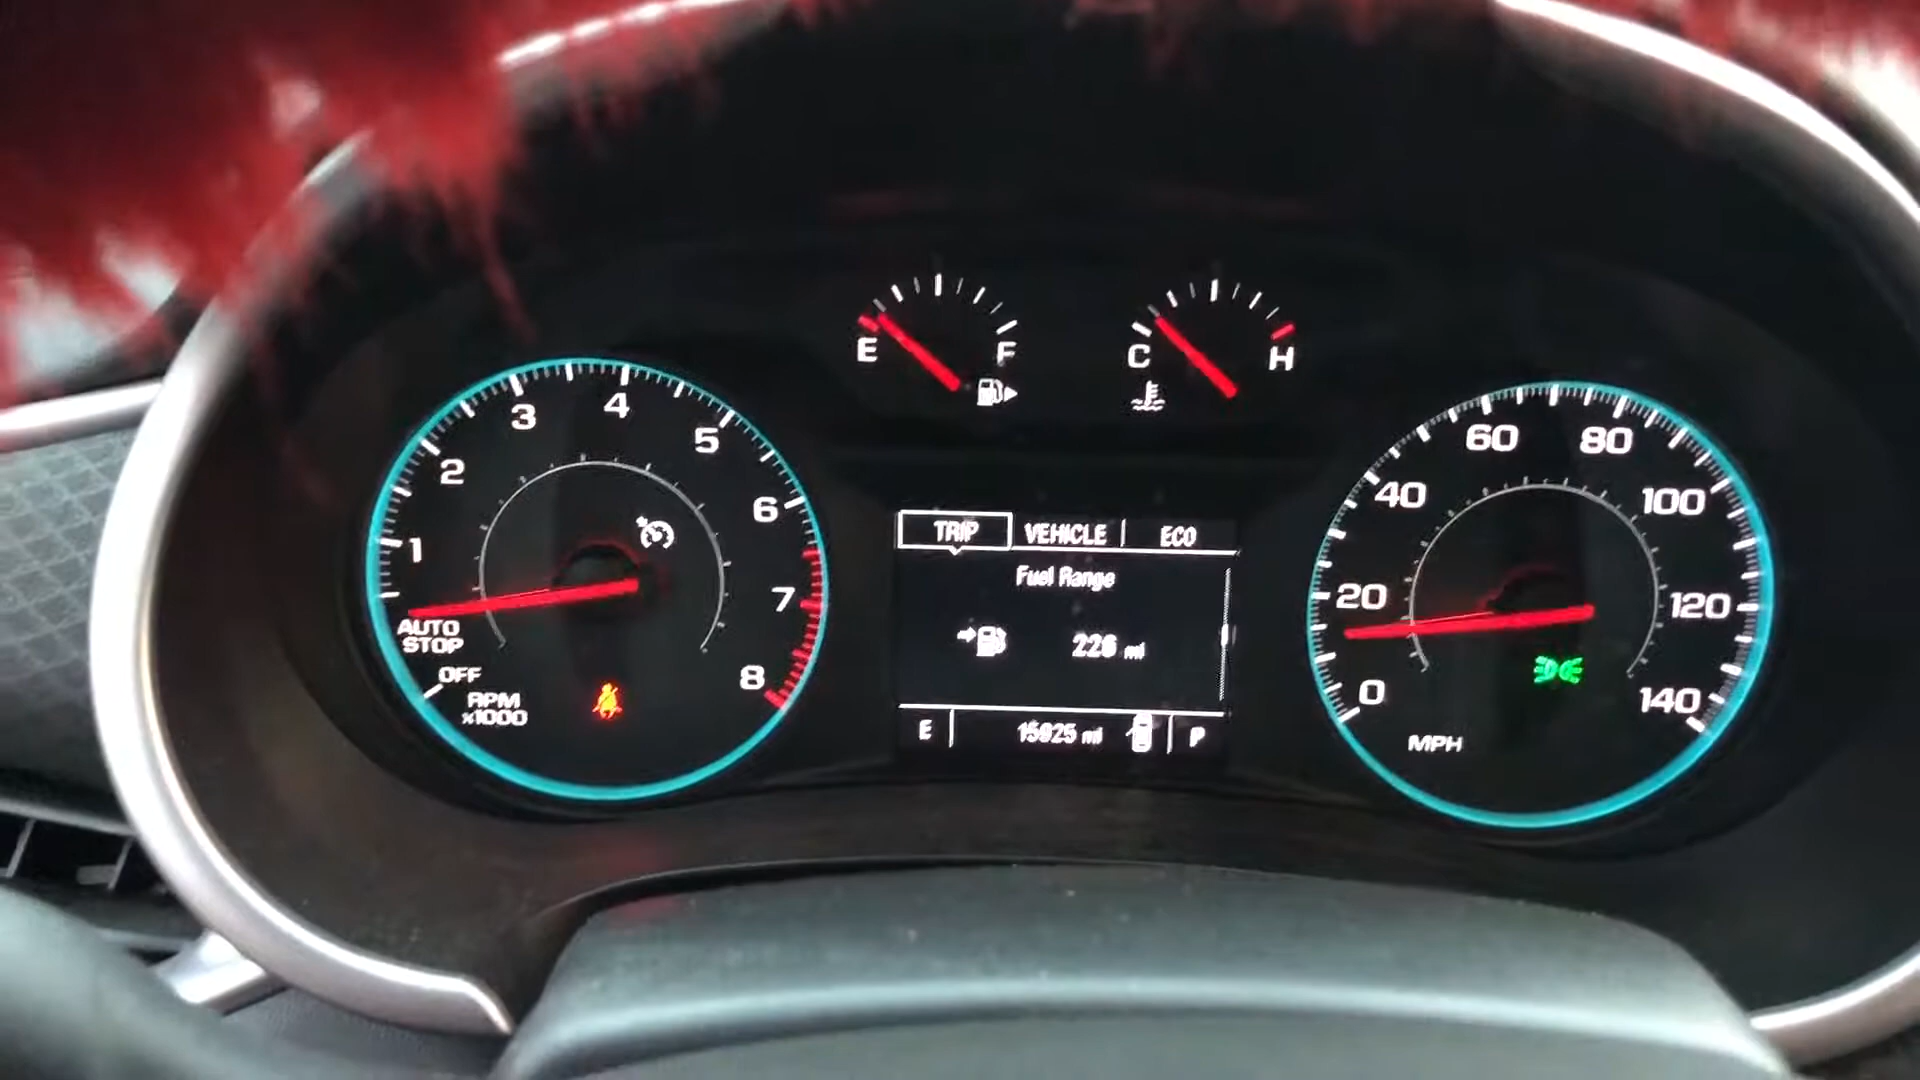 E F
C H
1 2 3 4 5 6 7 8
AUTO
STOP
OFF
RPM
x1000
TRIP VEHICLE ECO
Fuel Range
226 mi
E 15925 mi P
0 20 40 60 80 100 120 140
MPH